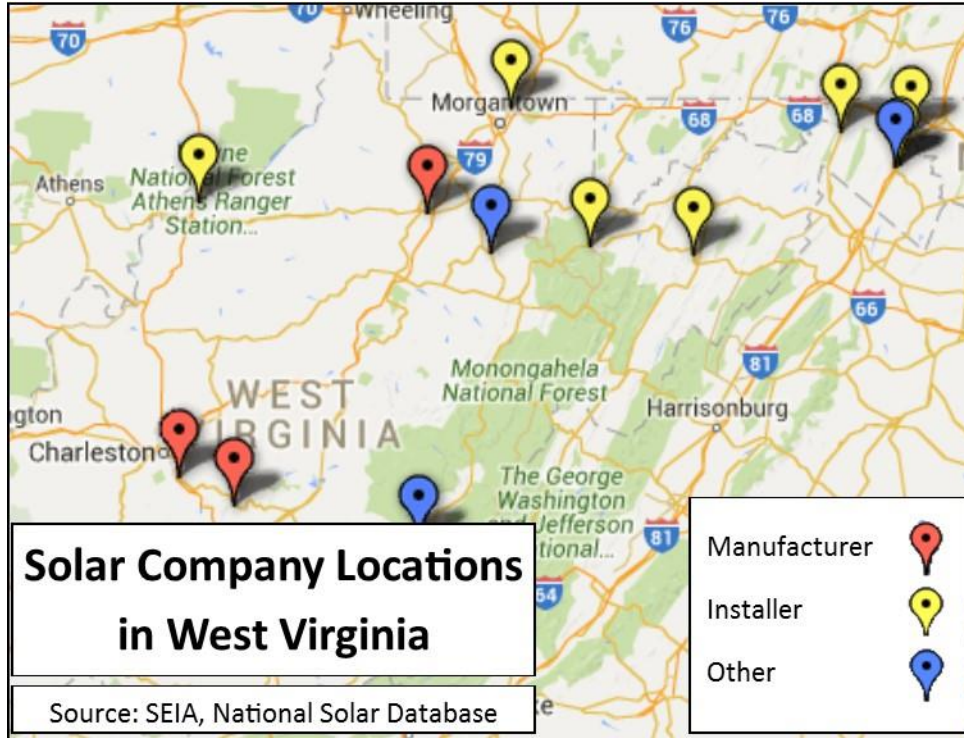 70
70
Wheeling
76
76
Morgantown
68
68
79
Athens
National Forest
Athens Ranger
Station...
66
81
Monongahela
National Forest
WEST
VIRGINIA
Harrisonburg
Charleston
The George
Washington
and Jefferson
81
64
Solar Company Locations
in West Virginia
Source: SEIA, National Solar Database
Manufacturer
Installer
Other